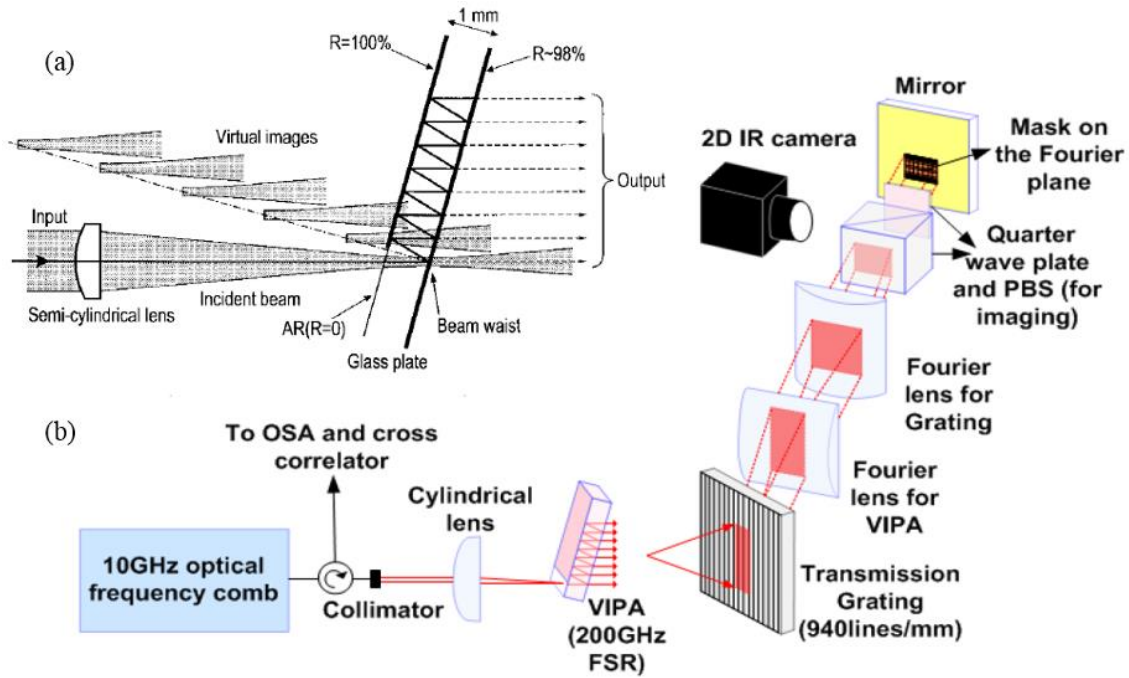 (a)
1 mm
R=100%
R~98%
Virtual images
Output
Input
Incident beam
Semi-cylindrical lens
AR(R=0)
Beam waist
Glass plate
Mirror
2D IR camera
Mask on
the Fourier
plane
Quarter
wave plate
and PBS (for
imaging)
Fourier
lens for
Grating
Fourier
lens for
VIPA
(b)
To OSA and cross
correlator
Cylindrical
lens
10GHz optical
frequency comb
Collimator
VIPA
(200GHz
FSR)
Transmission
Grating
(940lines/mm)